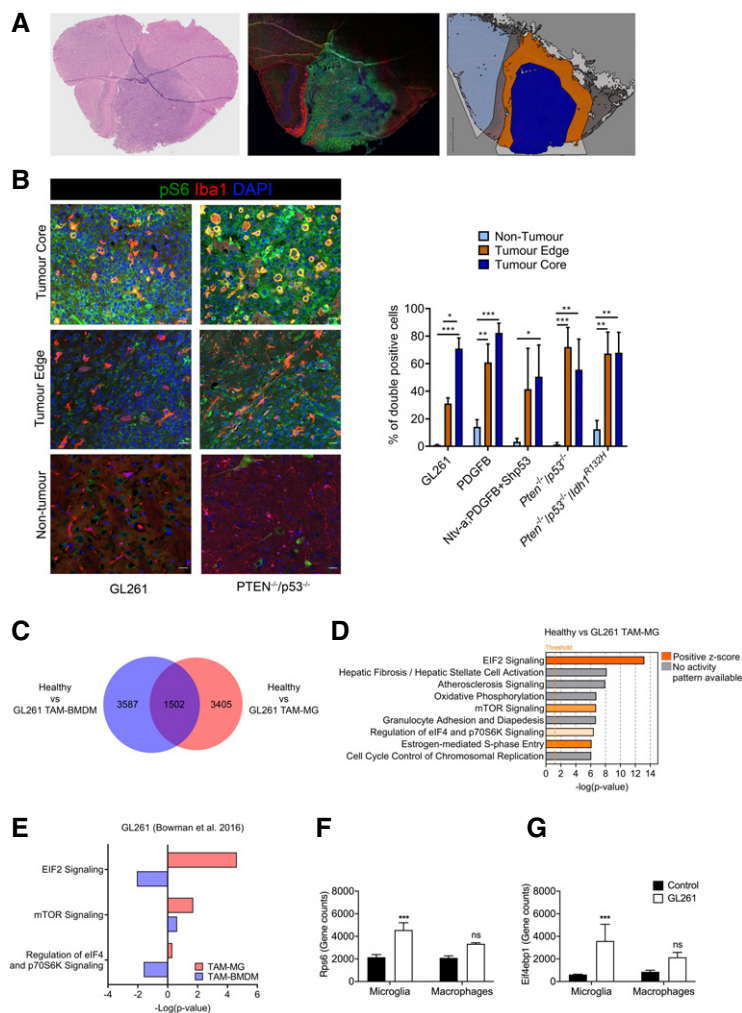 A
B
pS6 Iba1 DAPI
Tumour Core
Tumour Edge
Non-tumour
GL261
PTEN-/-/p53-/-
Non-Tumour
Tumour Edge
Tumour Core
% of double positive cells
100
80
60
40
20
0
*
***
***
**
*
**
***
**
**
GL261
PDGFB
Ntv-a;PDGFB+Shp53
Pten-/-/p53-/-
Pten-/-/p53-/-/Idh1R132H
C
Healthy
vs
GL261 TAM-BMDM
3587
1502
3405
Healthy
vs
GL261 TAM-MG
D
Healthy vs GL261 TAM-MG
Threshold
Positive z-score
No activity
pattern available
EIF2 Signaling
Hepatic Fibrosis / Hepatic Stellate Cell Activation
Atherosclerosis Signaling
Oxidative Phosphorylation
mTOR Signaling
Granulocyte Adhesion and Diapedesis
Regulation of eIF4 and p70S6K Signaling
Estrogen-mediated S-phase Entry
Cell Cycle Control of Chromosomal Replication
0 2 4 6 8 10 12 14
-log(p-value)
E
GL261 (Bowman et al. 2016)
-4 -2 0 2 4 6
EIF2 Signaling
mTOR Signaling
Regulation of eIF4
and p70S6K Signaling
TAM-MG
TAM-BMDM
-4 -2 0 2 4 6
-Log(p-value)
F
Rps6 (Gene counts)
8000
6000
4000
2000
0
***
ns
Microglia
Macrophages
G
Control
GL261
Eif4ebp1 (Gene counts)
8000
6000
4000
2000
0
***
ns
Microglia
Macrophages